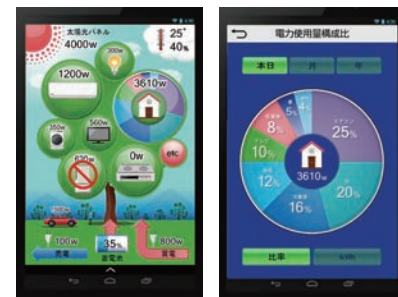 太陽光パネル
4000w
300w
25°
40%
1200w
3610w
350w
560w
630w
0w
etc
100w
35%
800w
売電
蓄電池
買電
電力使用量構成比
本日
月
年
4%
5%
8%
25%
10%
12%
20%
16%
3610w
比率
kWh